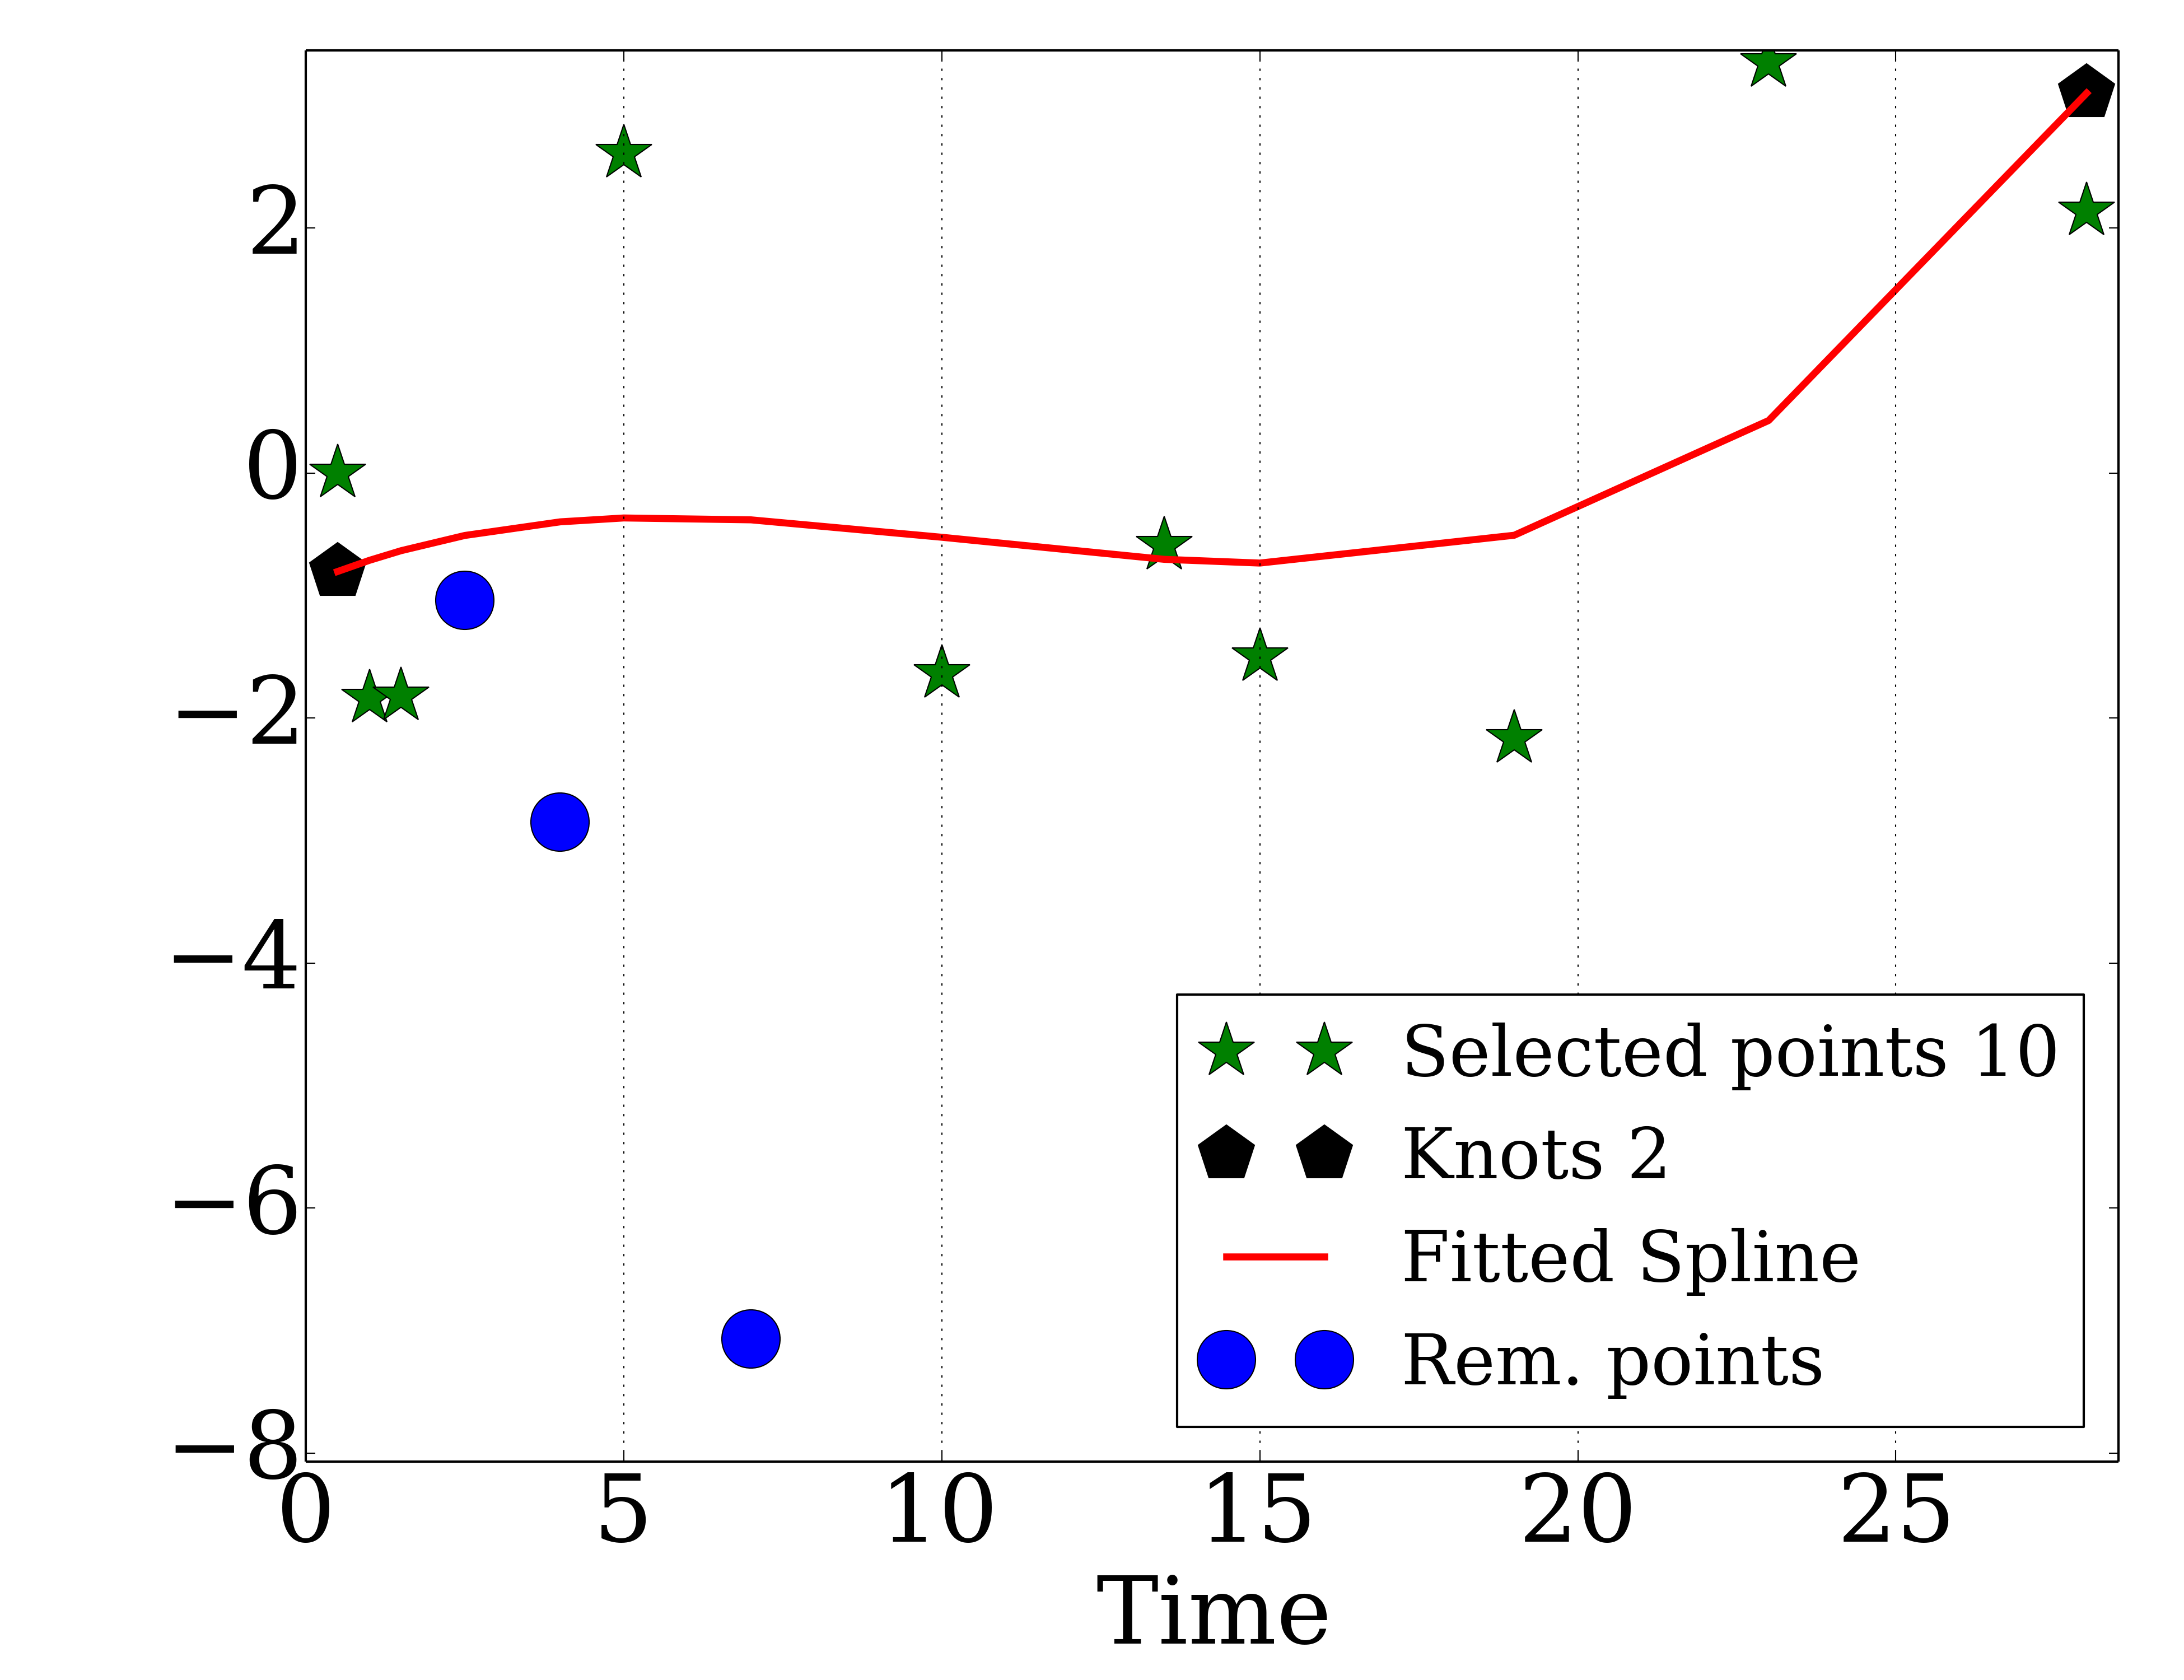 2
0
−2
−4
−6
−8
0 5 10 15 20 25
Time
Selected points 10
Knots 2
Fitted Spline
Rem. points